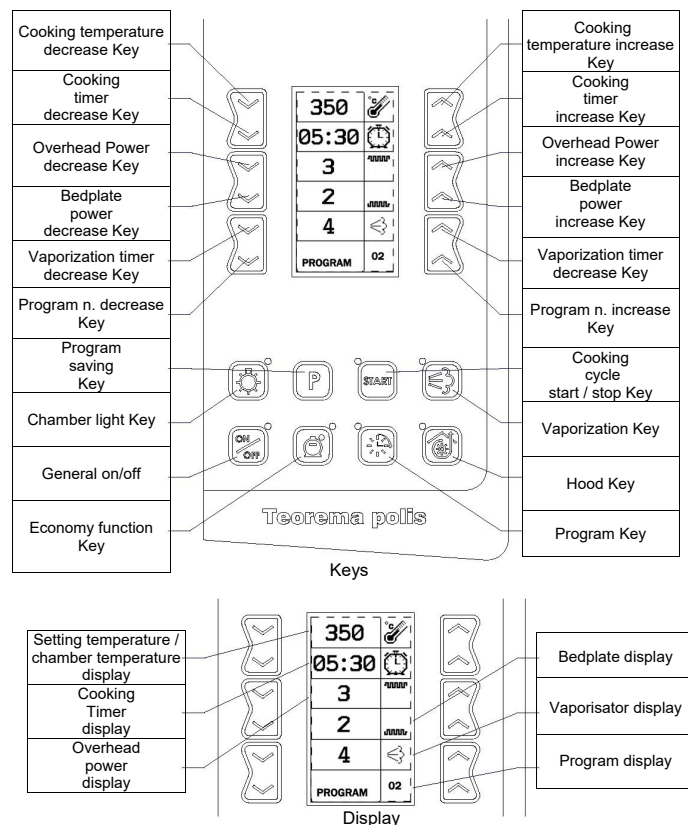 Cooking temperature
decrease Key
Cooking
timer
decrease Key
Overhead Power
decrease Key
Bedplate
power
decrease Key
Vaporization timer
decrease Key
Program n. decrease
Key
Program
saving
Key
Chamber light Key
General on/off
Economy function
Key
350
°c
05:30
3
2
4
PROGRAM
02
P
START
ON
OFF
Teorema polis
Keys
Cooking
temperature increase
Key
Cooking
timer
increase Key
Overhead Power
increase Key
Bedplate
power
increase Key
Vaporization timer
decrease Key
Program n. increase
Key
Cooking
cycle
start / stop Key
Vaporization Key
Hood Key
Program Key
Setting temperature /
chamber temperature
display
Cooking
Timer
display
Overhead
power
display
350
°c
05:30
3
2
4
PROGRAM
02
Display
Bedplate display
Vaporisator display
Program display